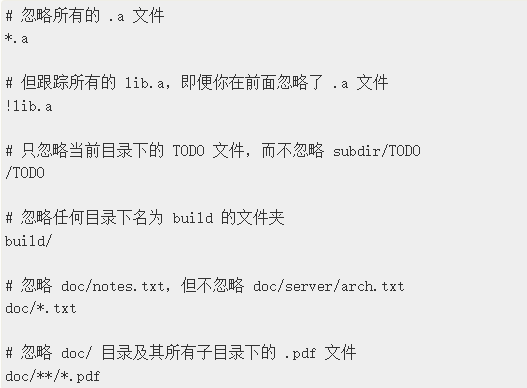 # 忽略所有的 .a 文件
*.a
# 但跟踪所有的 lib.a，即便你在前面忽略了 .a 文件
!lib.a
# 只忽略当前目录下的 TODO 文件，而不忽略 subdir/TODO
/TODO
# 忽略任何目录下名为 build 的文件夹
build/
# 忽略 doc/notes.txt，但不忽略 doc/server/arch.txt
doc/*.txt
# 忽略 doc/ 目录及其所有子目录下的 .pdf 文件
doc/**/*.pdf